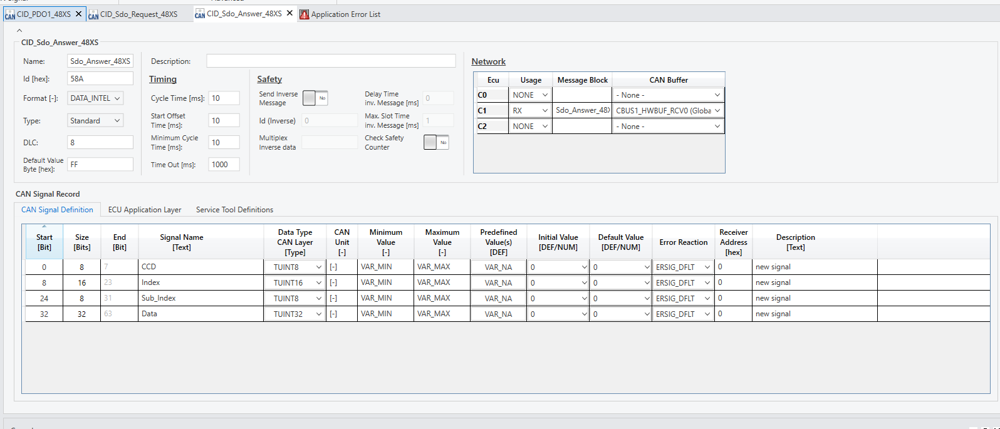 CAN CID_PDO1_48XS CAN CID_Sdo_Request_48XS CAN CID_Sdo_Answer_48XS Application Error List
CID_Sdo_Answer_48XS
Name: Sdo_Answer_48XS
Id [hex]: 58A
Format [-]: DATA_INTEL
Type: Standard
DLC: 8
Default Value
Byte [hex]: FF
Description:
Timing
Cycle Time [ms]: 10
Start Offset
Time [ms]: 10
Minimum Cycle
Time [ms]: 10
Time Out [ms]: 1000
Safety
Send Inverse
Message No
Id (Inverse) 0
Multiplex
Inverse data
Delay Time
inv. Message [ms] 0
Max. Slot Time
inv. Message [ms] 1
Check Safety
Counter No
Network
Ecu Usage Message Block CAN Buffer
C0 NONE - None -
C1 RX Sdo_Answer_48X CBUS1_HWBUF_RCV0 (Globa
C2 NONE - None -
CAN Signal Record
CAN Signal Definition ECU Application Layer Service Tool Definitions
Start
[Bit]
Size
[Bits]
End
[Bit]
Signal Name
[Text]
Data Type
CAN Layer
[Type]
CAN
Unit
[-]
Minimum
Value
[-]
Maximum
Value
[-]
Predefined
Value(s)
[DEF]
Initial Value
[DEF/NUM]
Default Value
[DEF/NUM]
Error Reaction
Receiver
Address
[hex]
Description
[Text]
0 8 7 CCD TUINT8 [-] VAR_MIN VAR_MAX VAR_NA 0 0 ERSIG_DFLT 0 new signal
8 16 23 Index TUINT16 [-] VAR_MIN VAR_MAX VAR_NA 0 0 ERSIG_DFLT 0 new signal
24 8 31 Sub_Index TUINT8 [-] VAR_MIN VAR_MAX VAR_NA 0 0 ERSIG_DFLT 0 new signal
32 32 63 Data TUINT32 [-] VAR_MIN VAR_MAX VAR_NA 0 0 ERSIG_DFLT 0 new signal